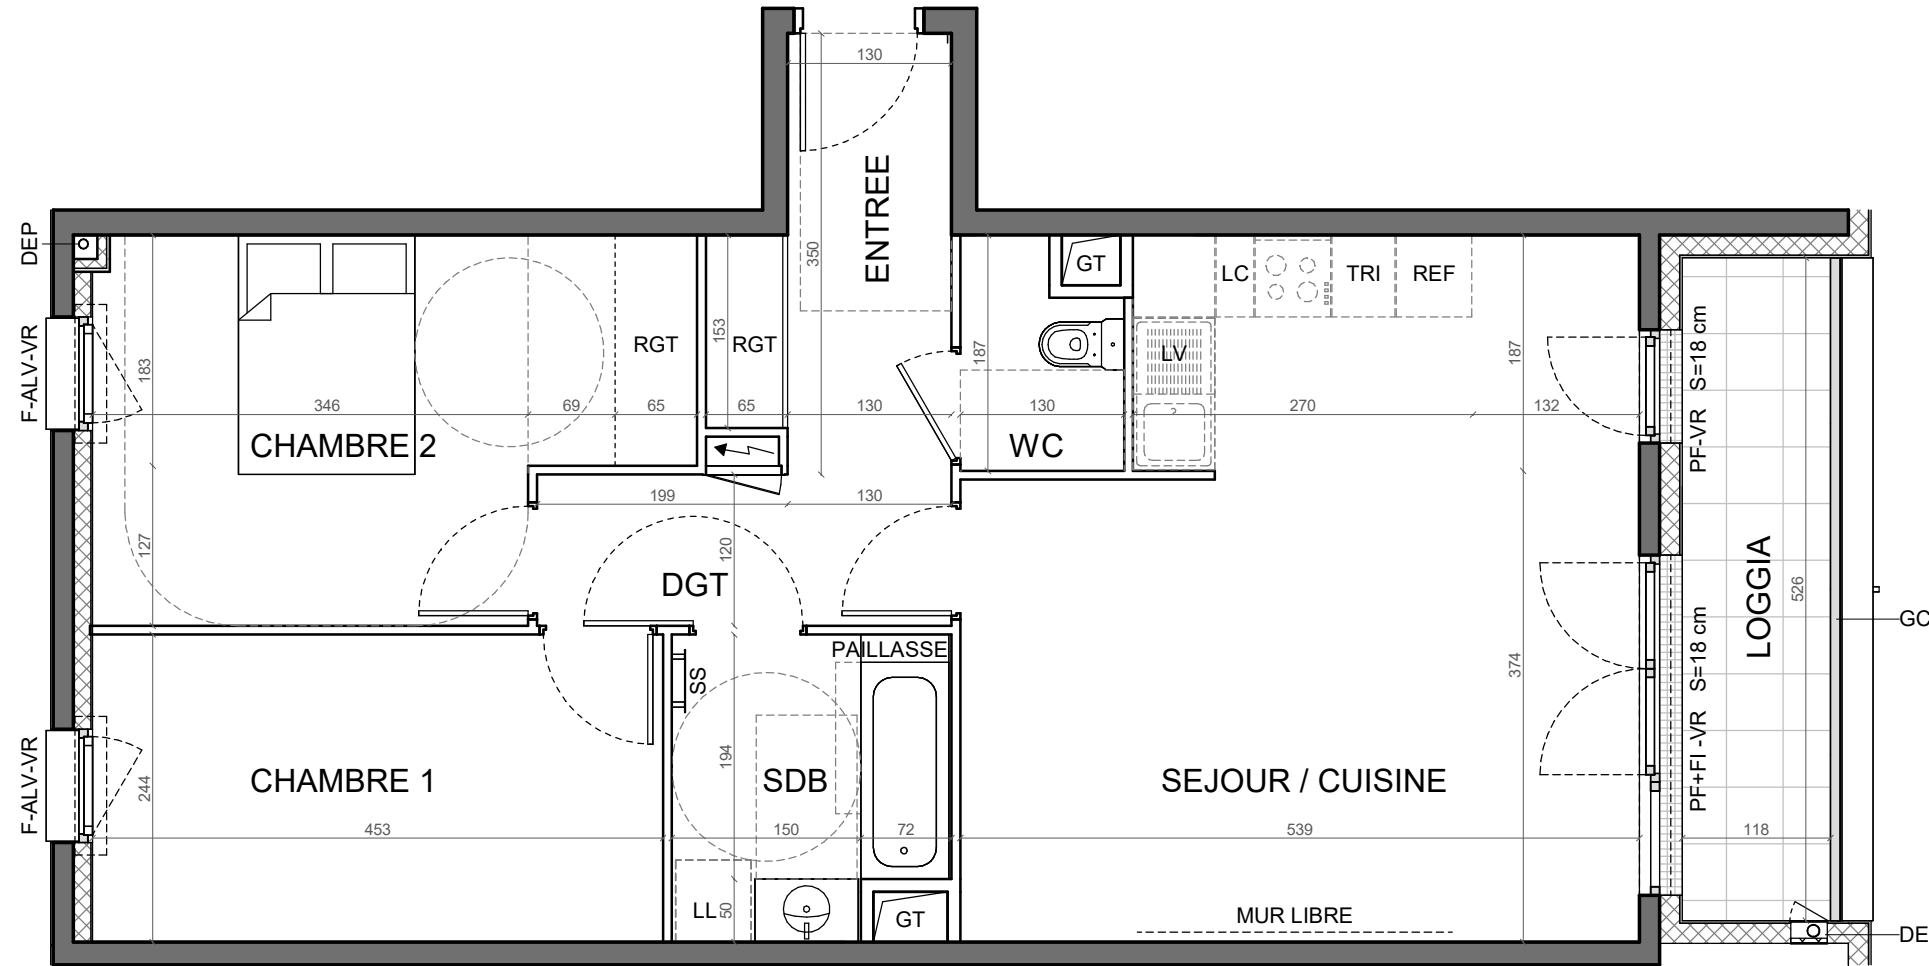 130
ENTREE
350
DEP
GT
LC
TRI
REF
153
RGT
RGT
187
LV
187
F-ALV-VR
183
PF-VR S=18 cm
346
69
65
65
130
130
270
132
CHAMBRE 2
WC
199
130
127
120
DGT
LOGGIA
526
GC
PAILLASSE
SS
374
PF+FI -VR S=18 cm
194
F-ALV-VR
244
CHAMBRE 1
SDB
SEJOUR / CUISINE
453
150
72
539
118
LL
50
GT
MUR LIBRE
DE